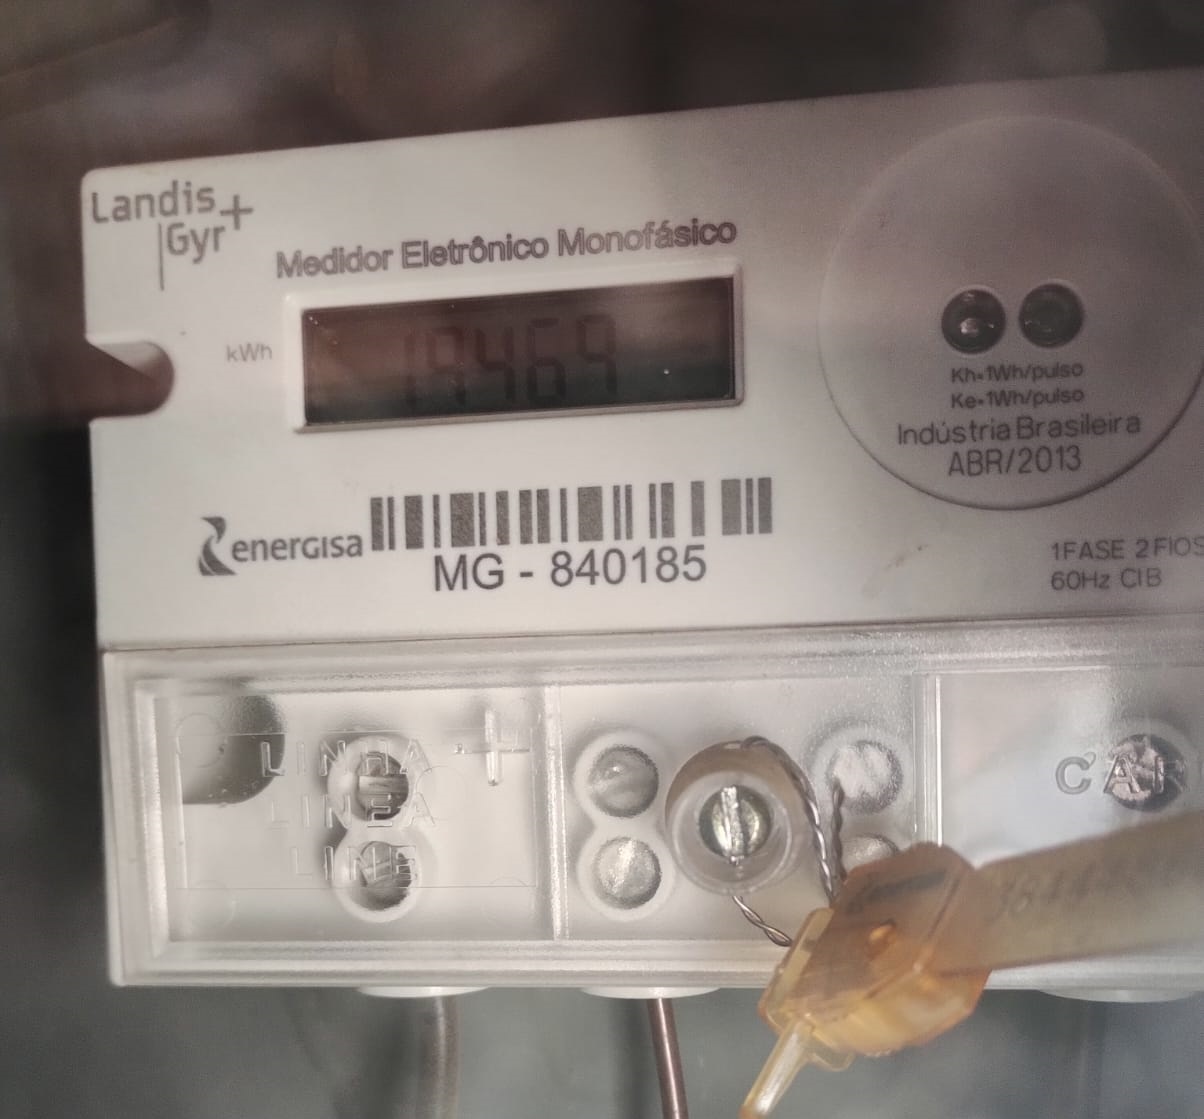 Landis+
Gyr
Medidor Eletrônico Monofásico
kWh
19469
Kh=1Wh/pulso
Ke=1Wh/pulso
Indústria Brasileira
ABR/2013
energisa
MG - 840185
1FASE 2FIOS
60Hz CIB
LINHA
LINEA
LINE